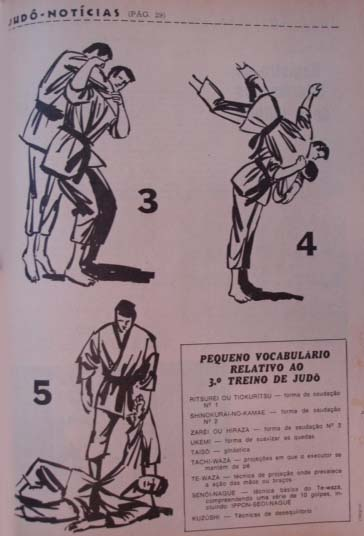 JUDÔ-NOTÍCIAS (PÁG. 29)
3
4
5
PEQUENO VOCABULÁRIO
RELATIVO AO
3.º TREINO DE JUDÔ
RITSUREI OU TIOKURITSU — forma de saudação
Nº 1
SHINOKURAI-NO-KAMAE — forma de saudação
Nº 2
ZAREI OU HIRAZA — forma de saudação Nº 3
UKEMI — forma de suavizar as quedas
TAISÔ — ginástica
TACHI-WAZA — projeções em que o executor se
mantém de pé
TE-WAZA — técnica de projeção onde prevalece
a ação das mãos ou braços
SENÔI-NAGUE — técnica básica do Te-waza,
compreendendo uma série de 10 golpes, in-
cluindo IPPON-SEOI-NAGUE
KUZUSHI — Técnicas de desequilíbrio